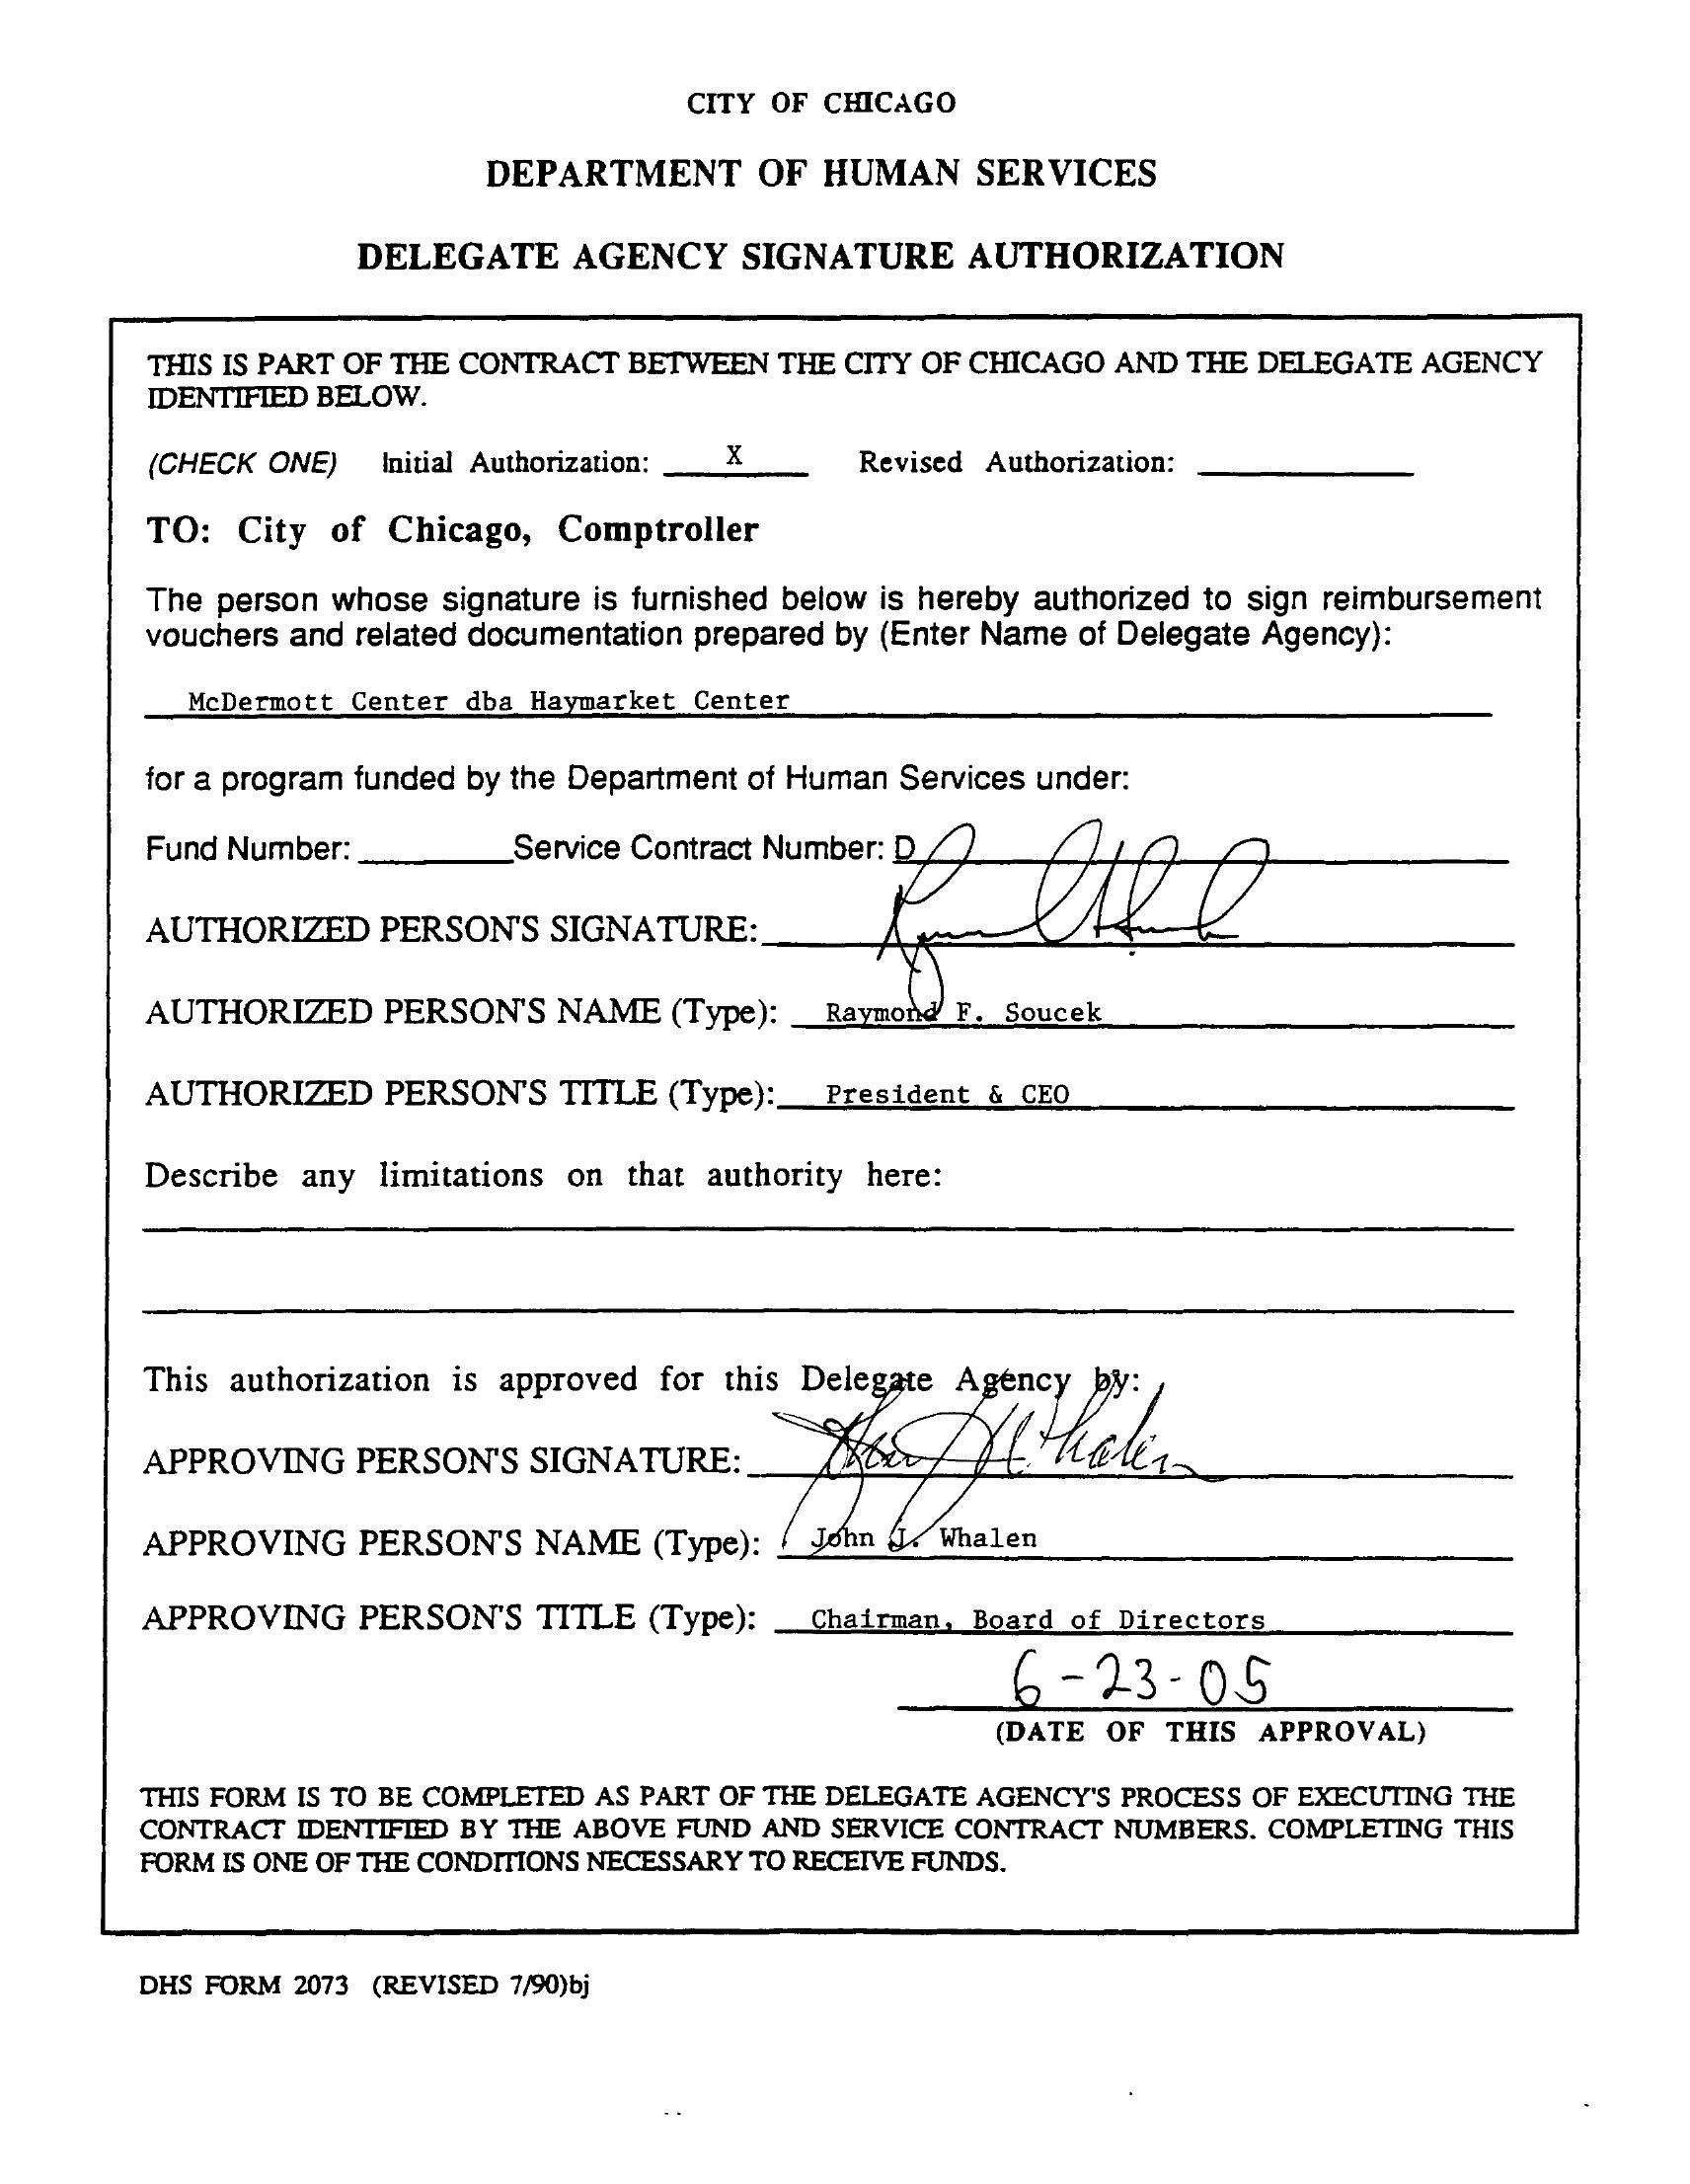 CITY OF CHICAGO
DEPARTMENT OF HUMAN SERVICES
DELEGATE AGENCY SIGNATURE AUTHORIZATION
THIS IS PART OF THE CONTRACT BETWEEN THE CITY OF CHICAGO AND THE DELEGATE AGENCY
IDENTIFIED BELOW.
(CHECK ONE) Initial Authorization: X Revised Authorization:
TO: City of Chicago, Comptroller
The person whose signature is furnished below is hereby authorized to sign reimbursement
vouchers and related documentation prepared by (Enter Name of Delegate Agency):
McDermott Center dba Haymarket Center
for a program funded by the Department of Human Services under:
Fund Number: Service Contract Number: D
AUTHORIZED PERSON'S SIGNATURE:
AUTHORIZED PERSON'S NAME (Type): Raymond F. Soucek
AUTHORIZED PERSON'S TITLE (Type): President & CEO
Describe any limitations on that authority here:
This authorization is approved for this Delegate Agency by:
APPROVING PERSON'S SIGNATURE:
APPROVING PERSON'S NAME (Type): John J. Whalen
APPROVING PERSON'S TITLE (Type): Chairman, Board of Directors
6-23-05
(DATE OF THIS APPROVAL)
THIS FORM IS TO BE COMPLETED AS PART OF THE DELEGATE AGENCY'S PROCESS OF EXECUTING THE
CONTRACT IDENTIFIED BY THE ABOVE FUND AND SERVICE CONTRACT NUMBERS. COMPLETING THIS
FORM IS ONE OF THE CONDITIONS NECESSARY TO RECEIVE FUNDS.
DHS FORM 2073 (REVISED 7/90)bj